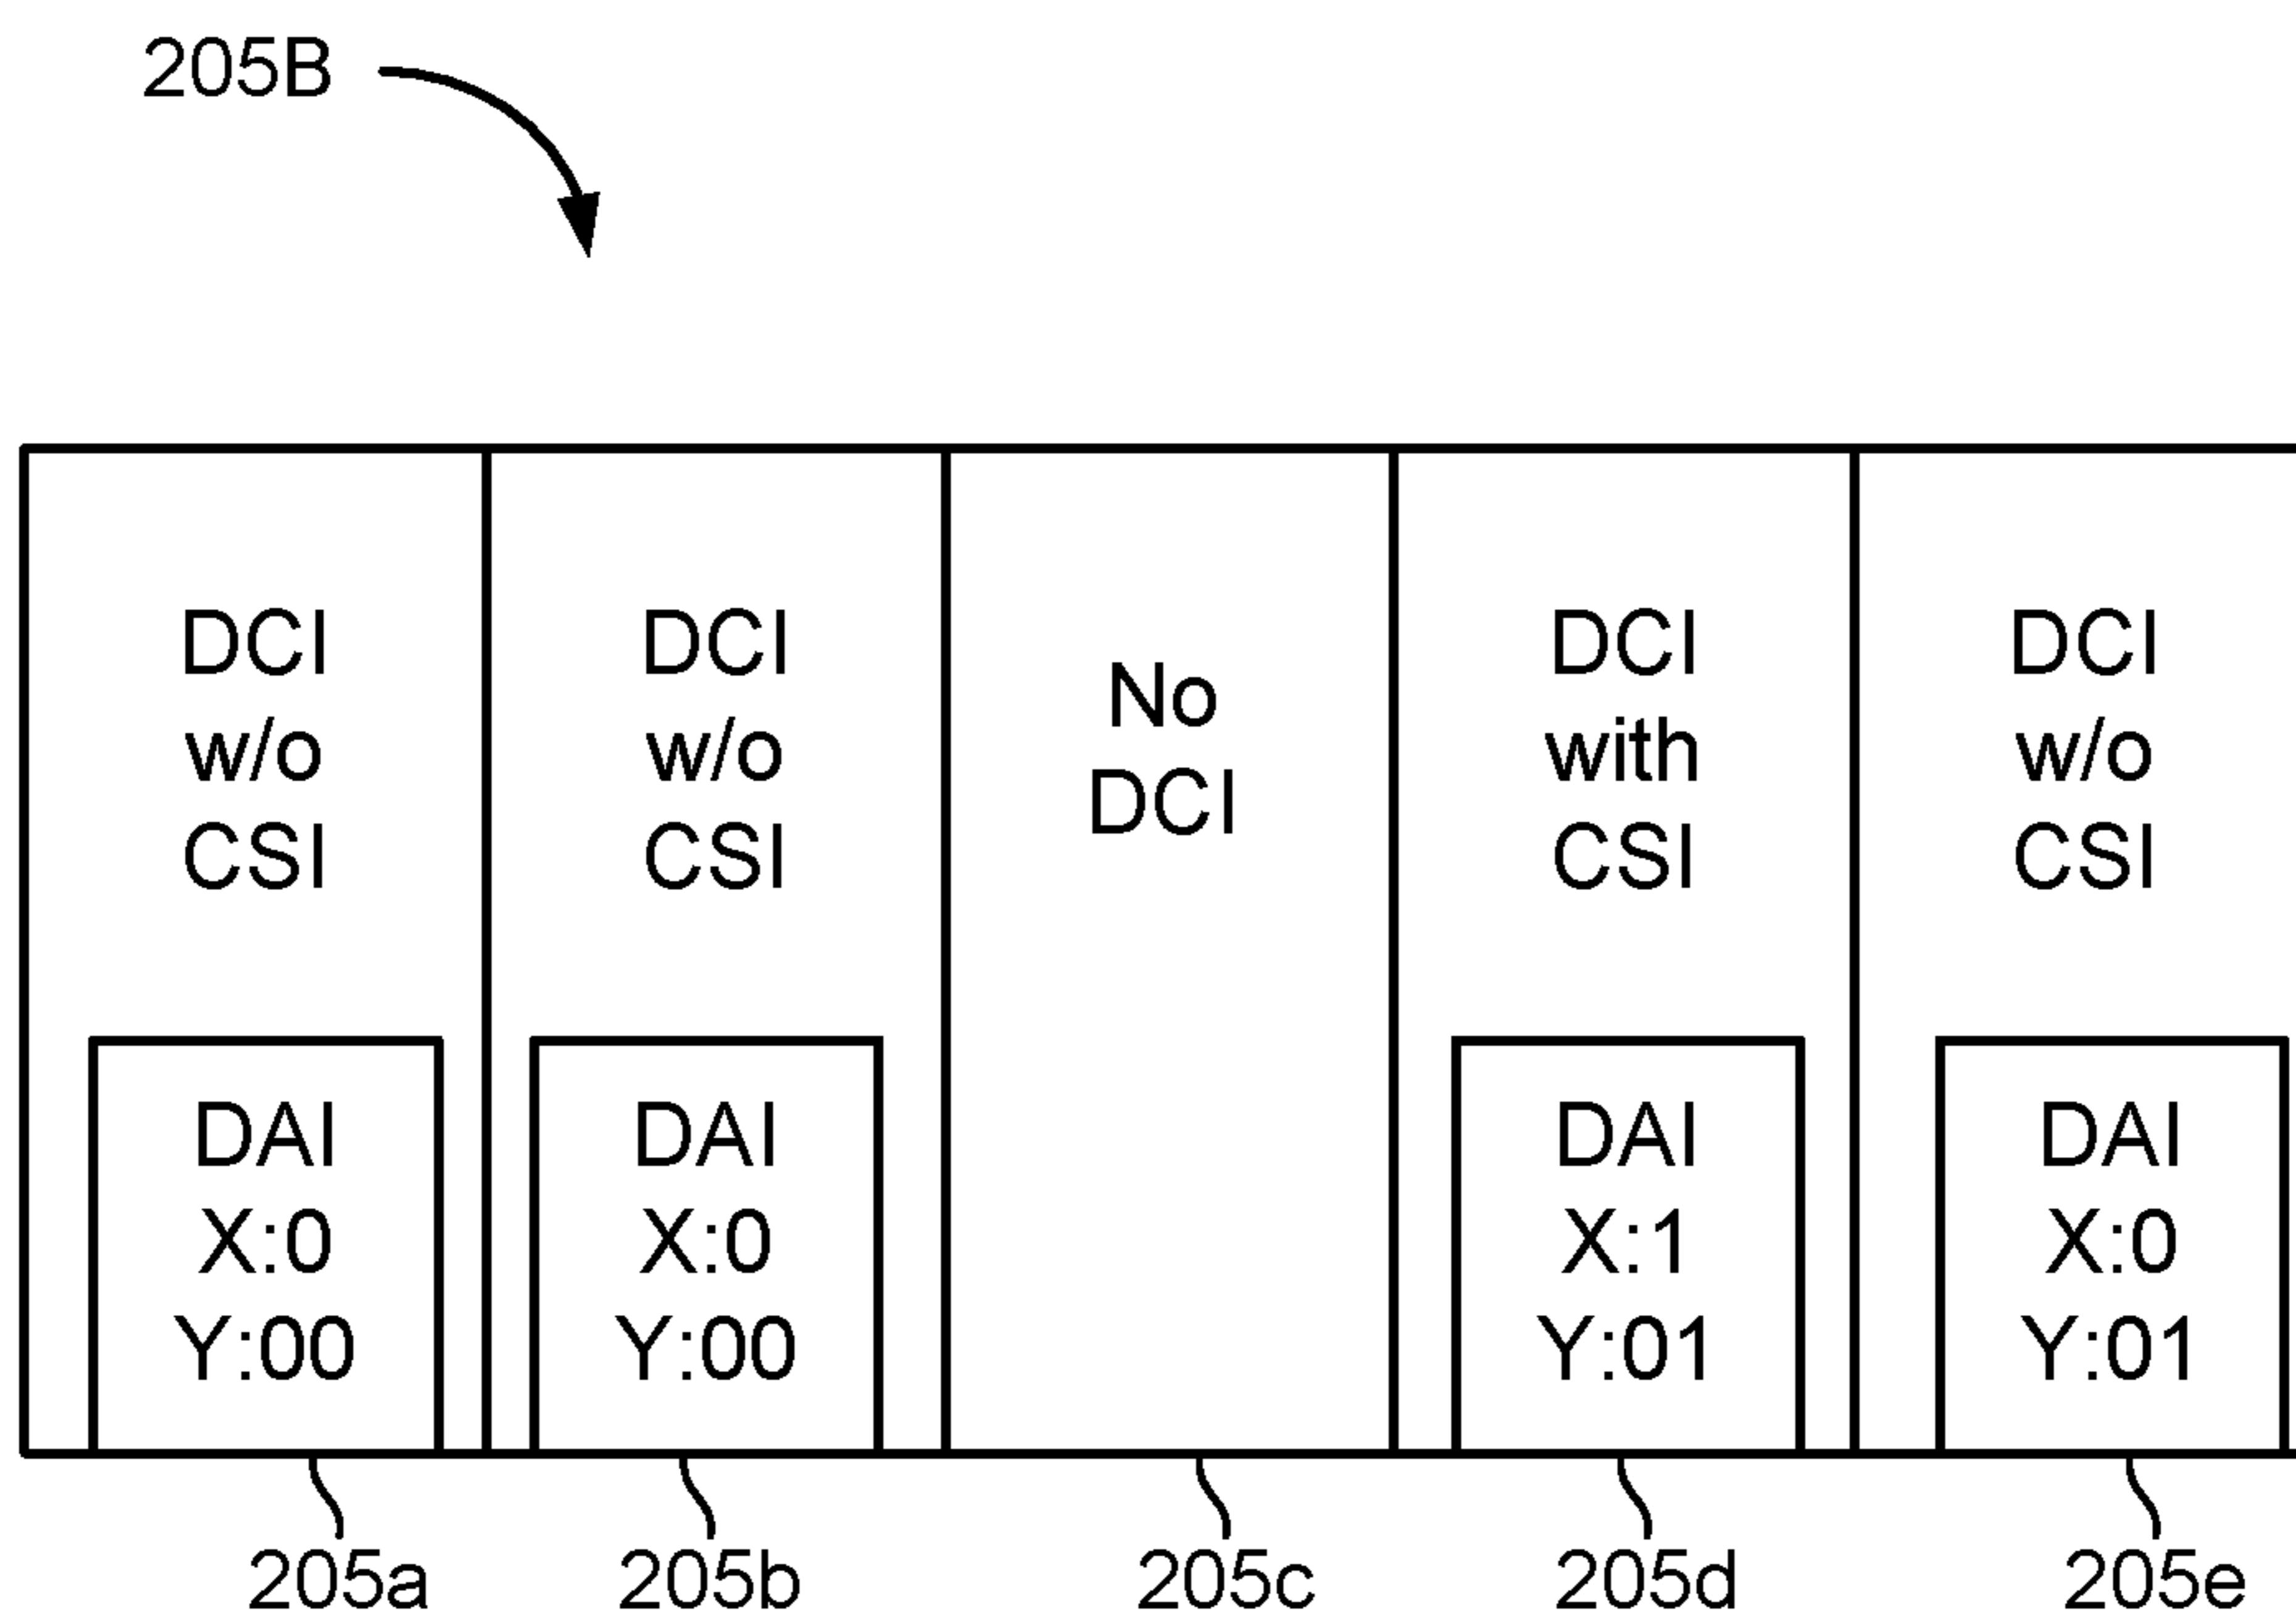 205B
DCI
w/o
CSI
DAI
X:0
Y:00
DCI
w/o
CSI
DAI
X:0
Y:00
No
DCI
DCI
with
CSI
DAI
X:1
Y:01
DCI
w/o
CSI
DAI
X:0
Y:01
205a
205b
205c
205d
205e